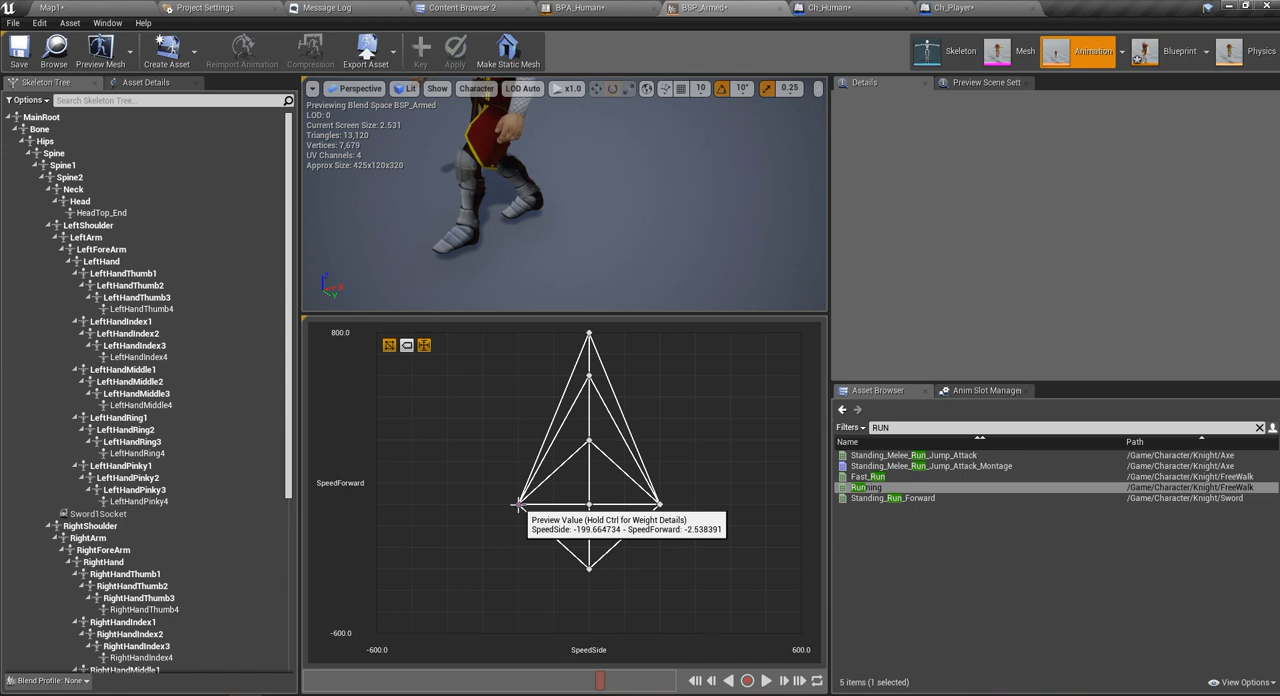 Map1*
Project Settings
Message Log
Content Browser 2
BPA_Human*
BSP_Armed*
Ch_Human*
Ch_Player*
File Edit Asset Window Help
Save Browse Preview Mesh Create Asset Reimport Animation Compression Export Asset Key Apply Make Static Mesh
Skeleton Mesh Animation Blueprint Physics
Skeleton Tree
Asset Details
Options
Search Skeleton Tree...
MainRoot
Bone
Hips
Spine
Spine1
Spine2
Neck
Head
HeadTop_End
LeftShoulder
LeftArm
LeftForeArm
LeftHand
LeftHandThumb1
LeftHandThumb2
LeftHandThumb3
LeftHandThumb4
LeftHandIndex1
LeftHandIndex2
LeftHandIndex3
LeftHandIndex4
LeftHandMiddle1
LeftHandMiddle2
LeftHandMiddle3
LeftHandMiddle4
LeftHandRing1
LeftHandRing2
LeftHandRing3
LeftHandRing4
LeftHandPinky1
LeftHandPinky2
LeftHandPinky3
LeftHandPinky4
Sword1Socket
RightShoulder
RightArm
RightForeArm
RightHand
RightHandThumb1
RightHandThumb2
RightHandThumb3
RightHandThumb4
RightHandIndex1
RightHandIndex2
RightHandIndex3
RightHandIndex4
RightHandMiddle1
Blend Profile: None
Perspective Lit Show Character LOD Auto x1.0 10 10° 0.25
Previewing Blend Space BSP_Armed
LOD: 0
Current Screen Size: 2.531
Triangles: 13,120
Vertices: 7,679
UV Channels: 4
Approx Size: 425x120x320
Z
X
Y
800.0
SpeedForward
-600.0
-600.0 SpeedSide 600.0
Preview Value (Hold Ctrl for Weight Details)
SpeedSide: -199.664734 - SpeedForward: -2.538391
Details
Preview Scene Sett
Asset Browser
Anim Slot Manager
Filters RUN
Name Path
Standing_Melee_Run_Jump_Attack /Game/Character/Knight/Axe
Standing_Melee_Run_Jump_Attack_Montage /Game/Character/Knight/Axe
Fast_Run /Game/Character/Knight/FreeWalk
Running /Game/Character/Knight/FreeWalk
Standing_Run_Forward /Game/Character/Knight/Sword
5 items (1 selected)
View Options